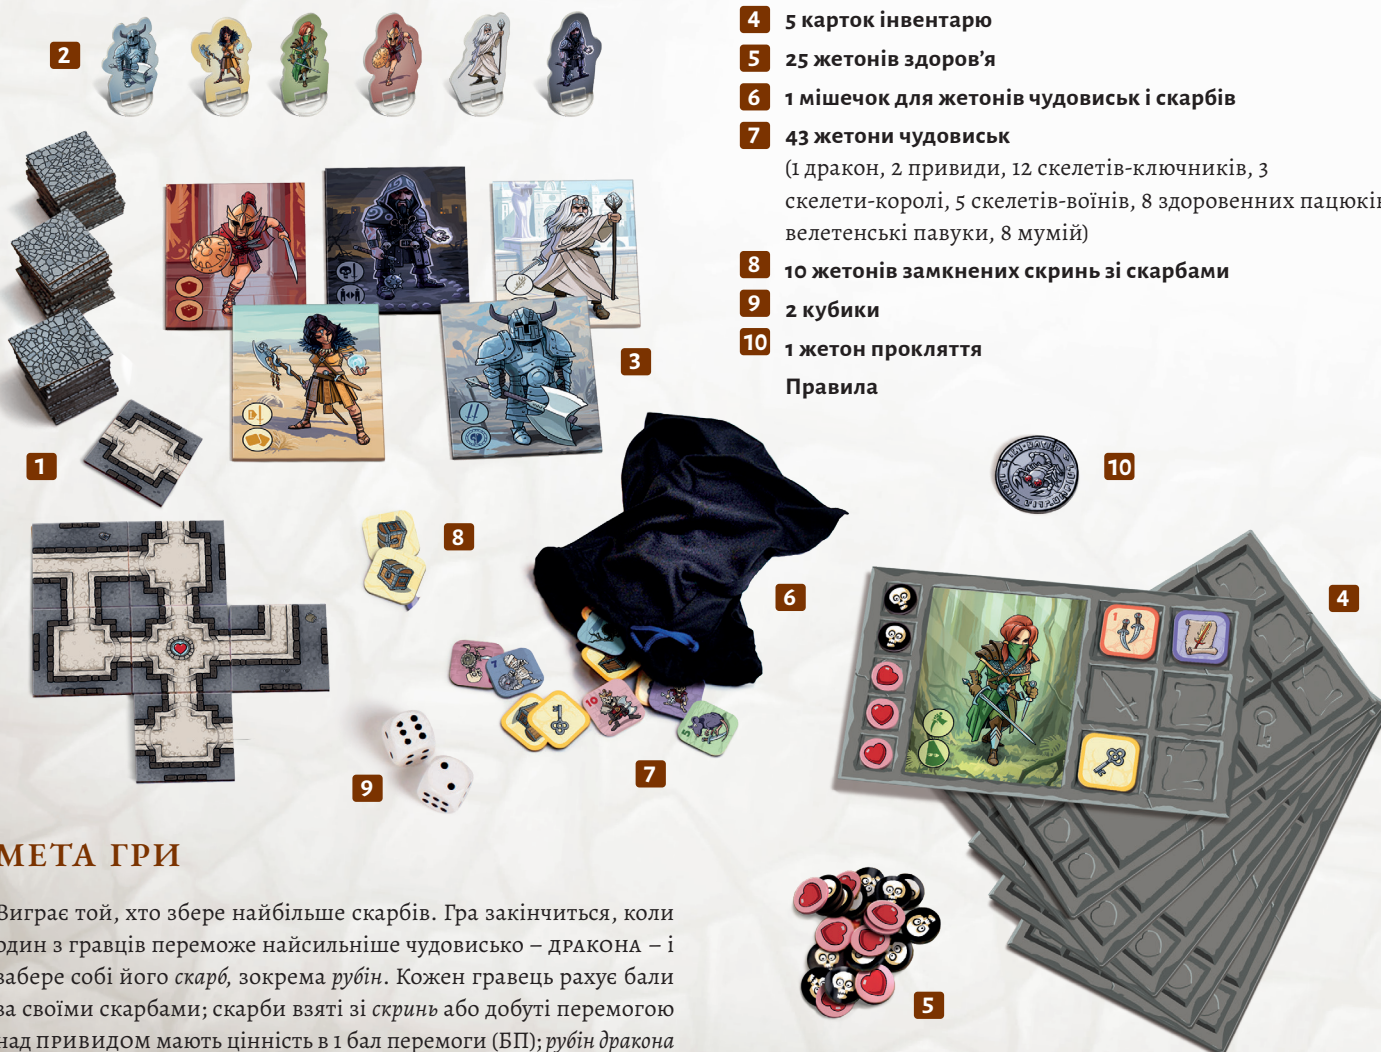 4 5 карток інвентарю
5 25 жетонів здоров’я
6 1 мішечок для жетонів чудовиськ і скарбів
7 43 жетони чудовиськ
(1 дракон, 2 привиди, 12 скелетів-ключників, 3
скелети-королі, 5 скелетів-воїнів, 8 здоровенних пацюків
велетенські павуки, 8 мумій)
8 10 жетонів замкнених скринь зі скарбами
9 2 кубики
10 1 жетон прокляття
Правила
2
3
1
10
8
6
4
7
9
5
1
10
7
5
МЕТА ГРИ
Виграє той, хто збере найбільше скарбів. Гра закінчиться, коли
один з гравців переможе найсильніше чудовисько – ДРАКОНА – і
забере собі його скарб, зокрема рубін. Кожен гравець рахує бали
за своїми скарбами; скарби взяті зі скринь або добуті перемогою
над ПРИВИДОМ мають цінність в 1 бал перемоги (БП); рубін дракона